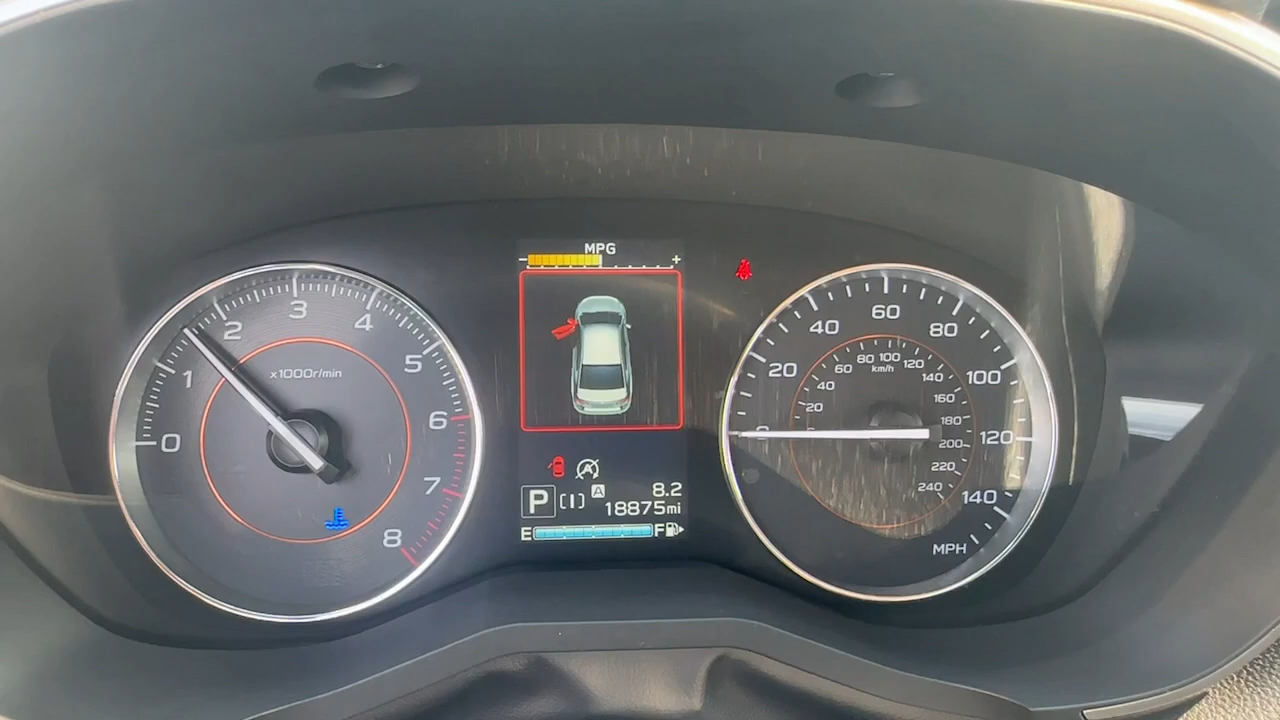 MPG
- +
0 1 2 3 4 5 6 7 8
x1000r/min
P [I] A
8.2
18875mi
E F
0 20 40 60 80 100 120 140
MPH
20 40 60 80 100 120 140 160 180 200 220 240
km/h